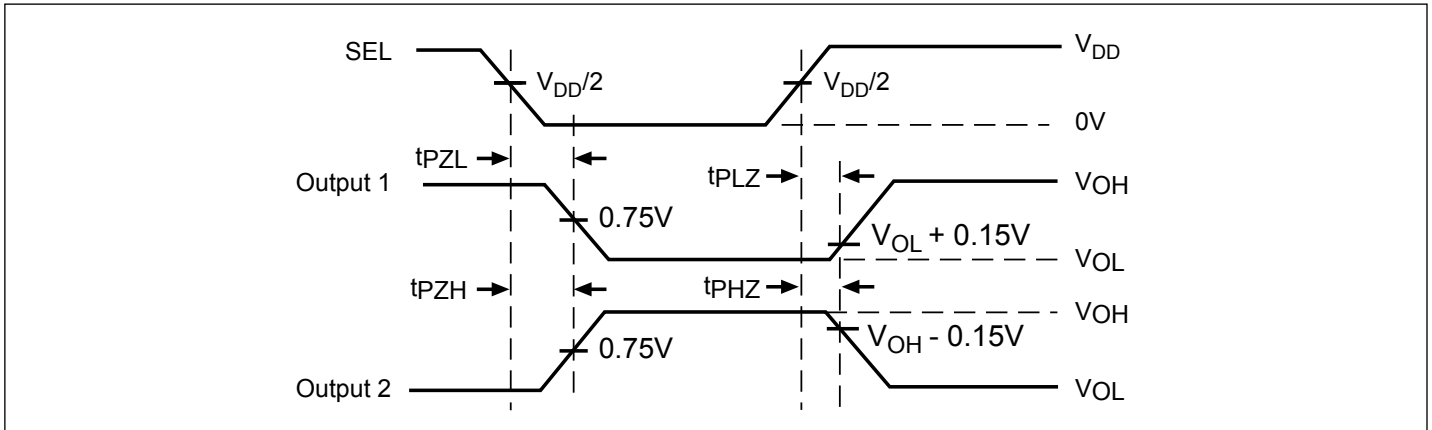 SEL
VDD/2
VDD/2
VDD
0V
tPZL
tPLZ
Output 1
VOH
0.75V
VOL + 0.15V
VOL
tPZH
tPHZ
VOH
0.75V
VOH - 0.15V
Output 2
VOL